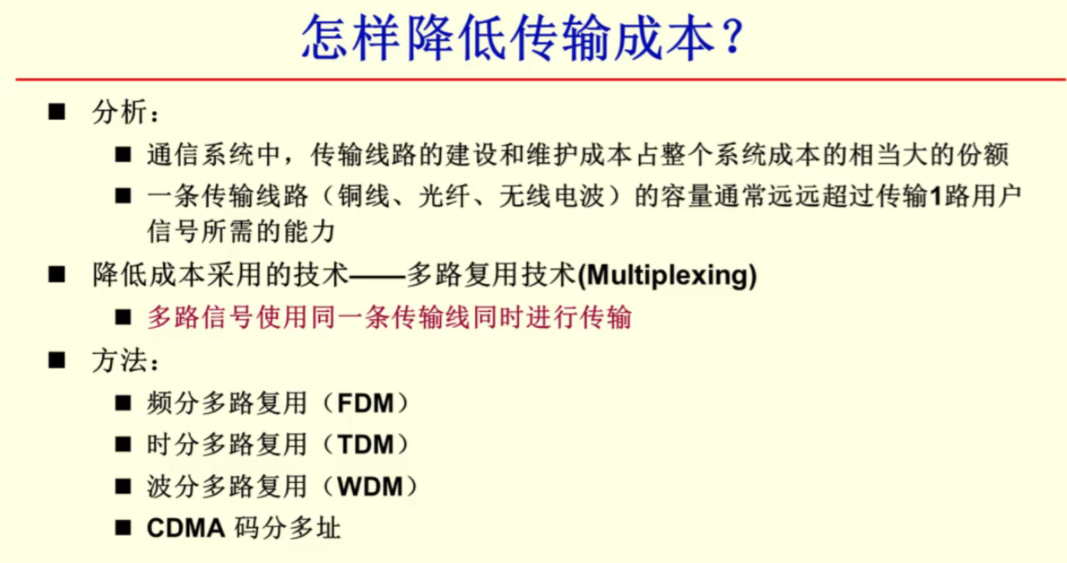 怎样降低传输成本？
■ 分析：
■ 通信系统中，传输线路的建设和维护成本占整个系统成本的相当大的份额
■ 一条传输线路（铜线、光纤、无线电波）的容量通常远远超过传输1路用户
信号所需的能力
■ 降低成本采用的技术——多路复用技术(Multiplexing)
■ 多路信号使用同一条传输线同时进行传输
■ 方法：
■ 频分多路复用（FDM）
■ 时分多路复用（TDM）
■ 波分多路复用（WDM）
■ CDMA 码分多址